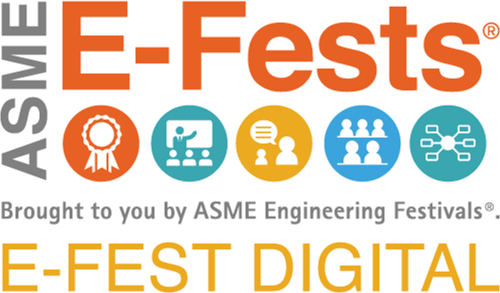 ASME
E-Fests®
Brought to you by ASME Engineering Festivals®.
E-FEST DIGITAL